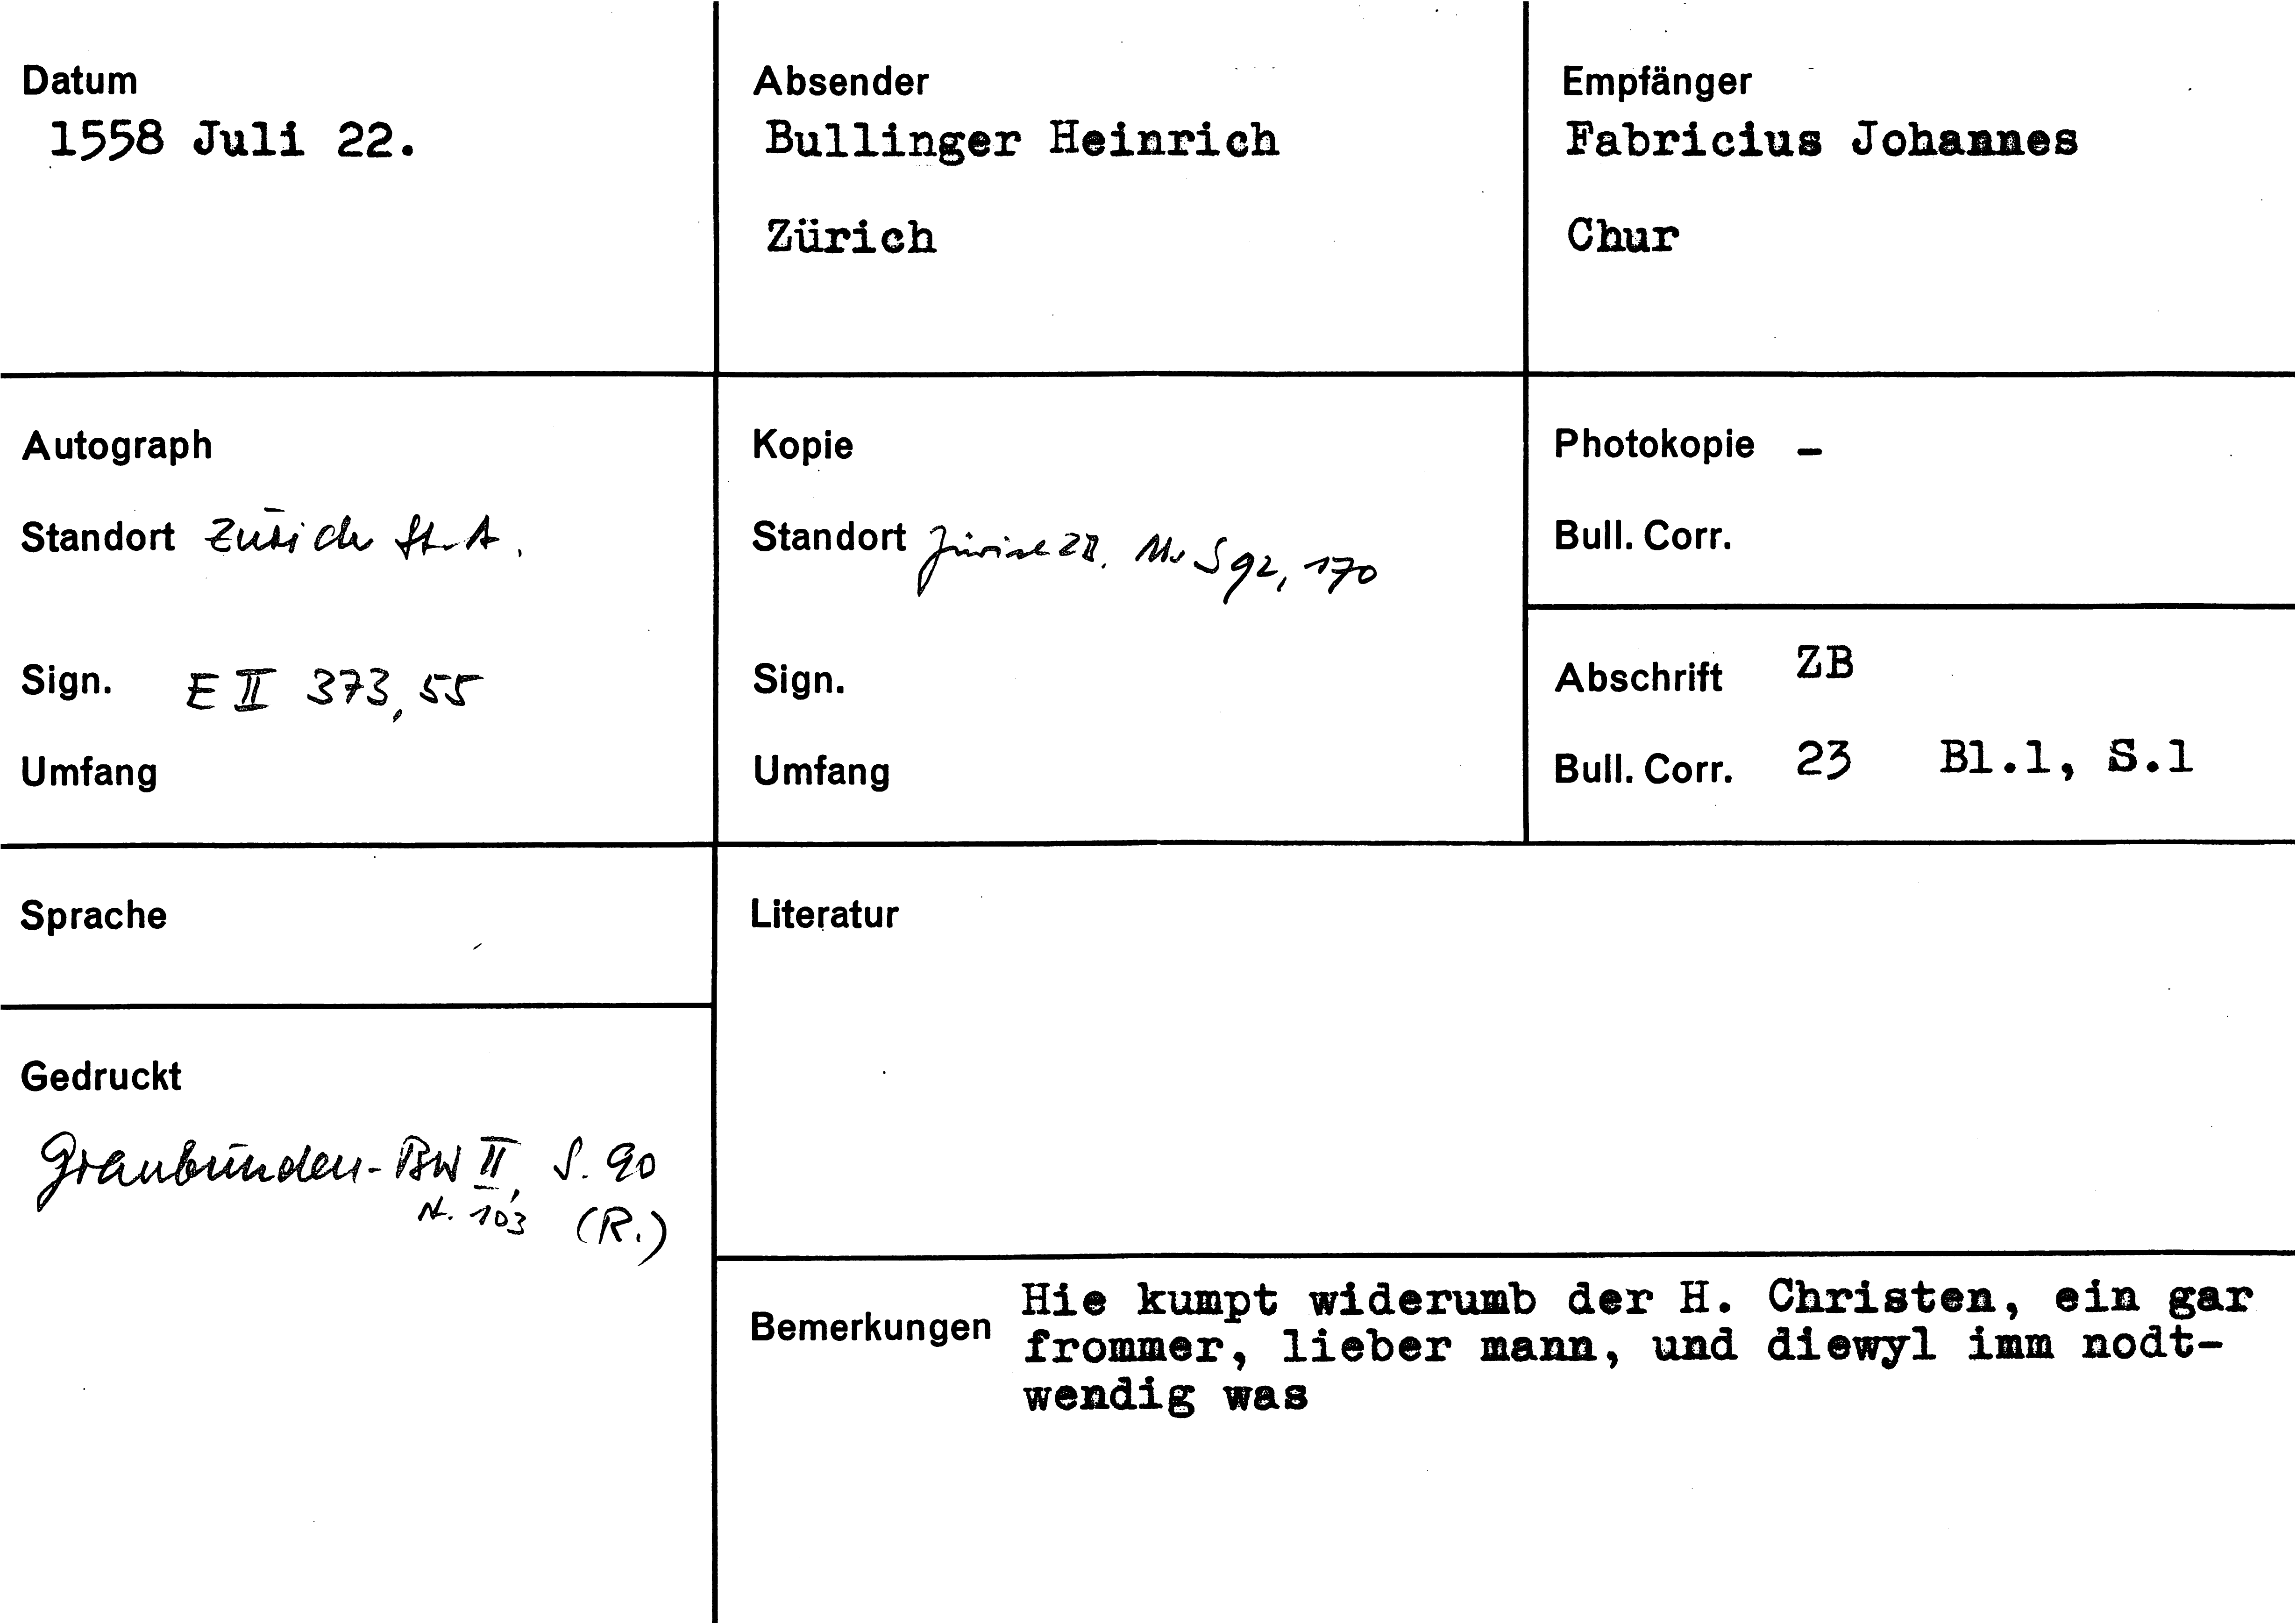 Datum
1558 Juli 22.
Absender
Bullinger Heinrich
Zürich
Empfänger
Fabricius Johannes
Chur
Autograph
Standort Zürich St.A.
Sign. E II 373, 55
Umfang
Kopie
Standort Zürich ZB, Ms S 92, 170
Sign.
Umfang
Photokopie -
Bull. Corr.
Abschrift ZB
Bull. Corr. 23 Bl.1, S.1
Sprache
Gedruckt
Graubünden-BW II, S. 90
N. 103 (R.)
Literatur
Bemerkungen
Hie kumpt widerumb der H. Christen, ein gar
frommer, lieber mann, und diewyl imm nodt-
wendig was